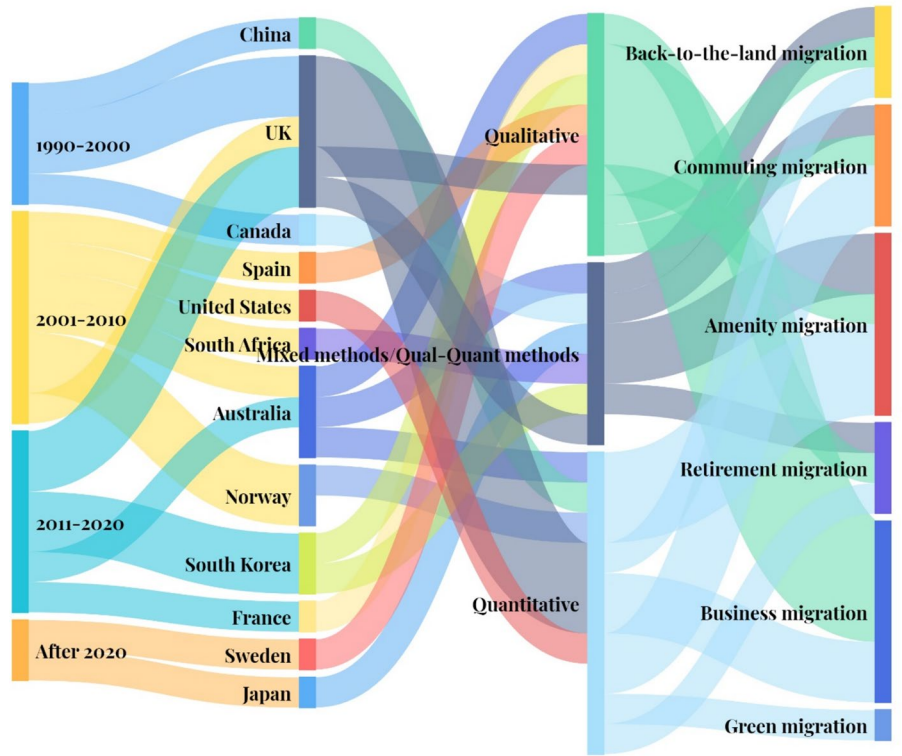 1990-2000
2001-2010
2011-2020
After 2020
China
UK
Canada
Spain
United States
South Africa
Australia
Norway
South Korea
France
Sweden
Japan
Qualitative
Mixed methods/Qual-Quant methods
Quantitative
Back-to-the-land migration
Commuting migration
Amenity migration
Retirement migration
Business migration
Green migration